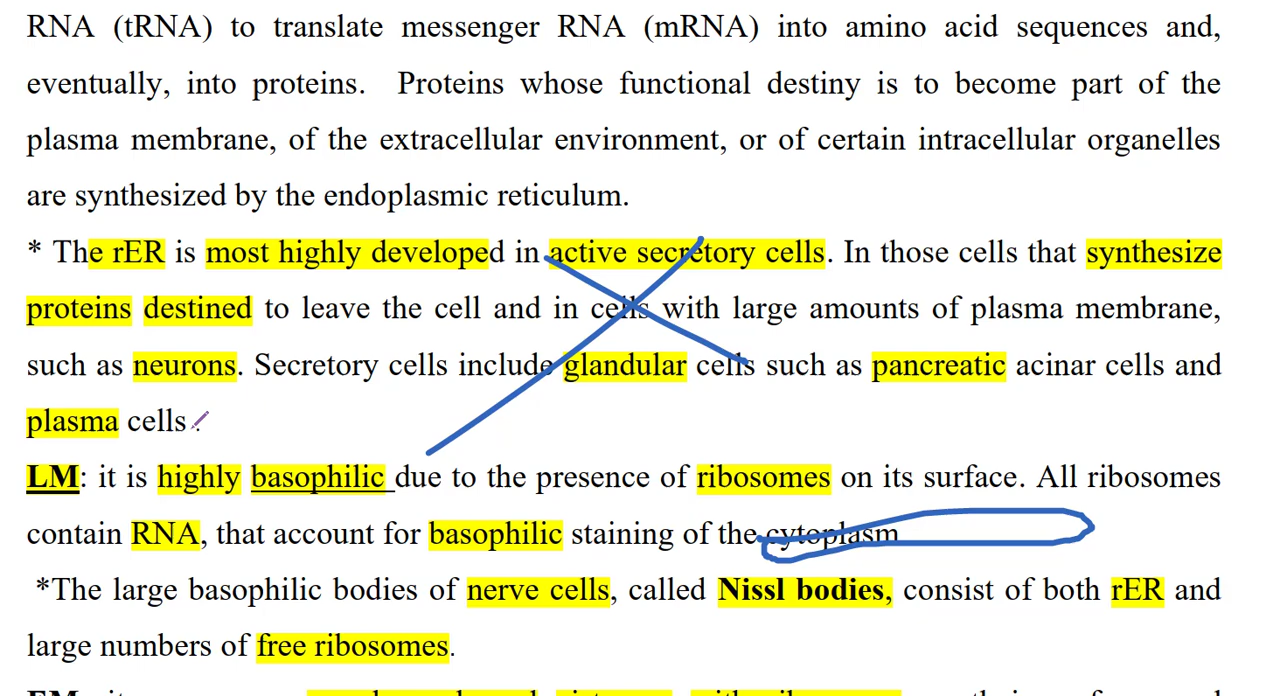 RNA (tRNA) to translate messenger RNA (mRNA) into amino acid sequences and,
eventually, into proteins. Proteins whose functional destiny is to become part of the
plasma membrane, of the extracellular environment, or of certain intracellular organelles
are synthesized by the endoplasmic reticulum.
* The rER is most highly developed in active secretory cells. In those cells that synthesize
proteins destined to leave the cell and in cells with large amounts of plasma membrane,
such as neurons. Secretory cells include glandular cells such as pancreatic acinar cells and
plasma cells.
LM: it is highly basophilic due to the presence of ribosomes on its surface. All ribosomes
contain RNA, that account for basophilic staining of the cytoplasm
*The large basophilic bodies of nerve cells, called Nissl bodies, consist of both rER and
large numbers of free ribosomes.